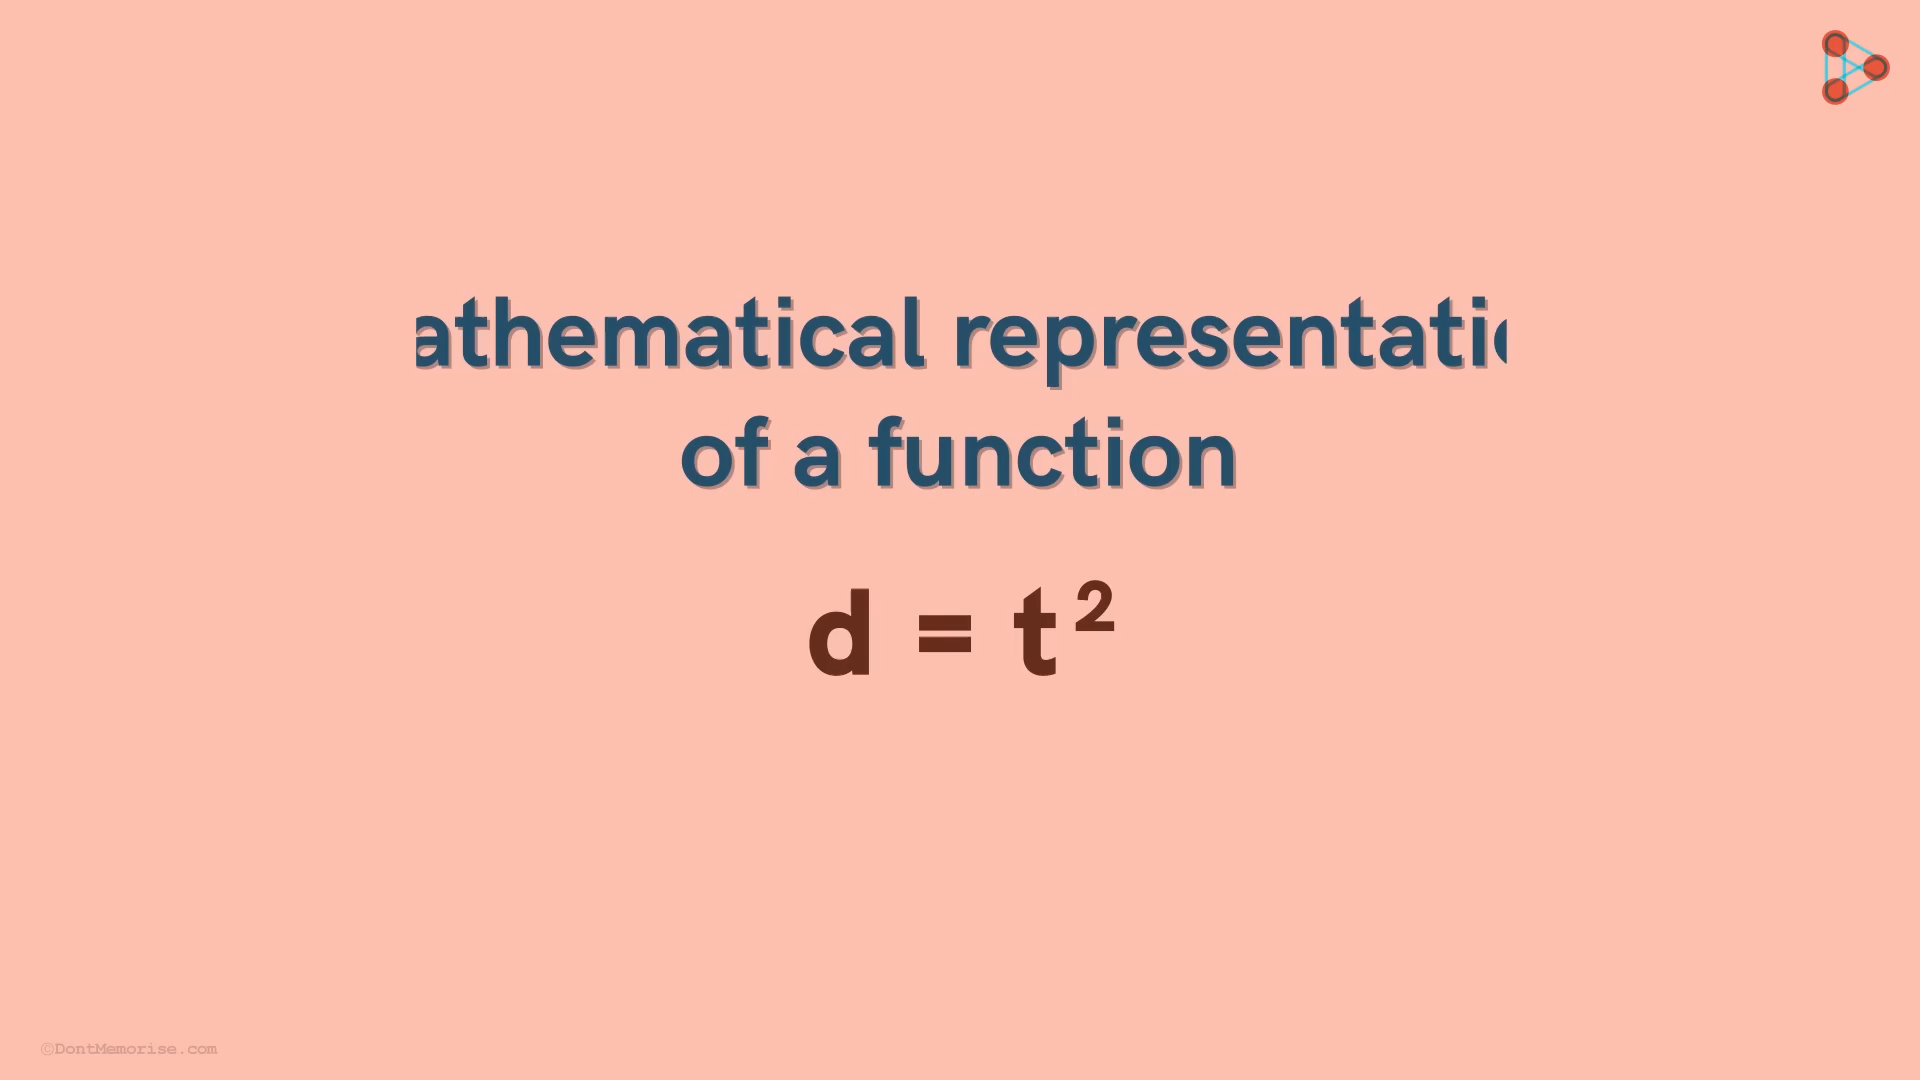 athematical representati
of a function
d = t²
©DontMemorise.com